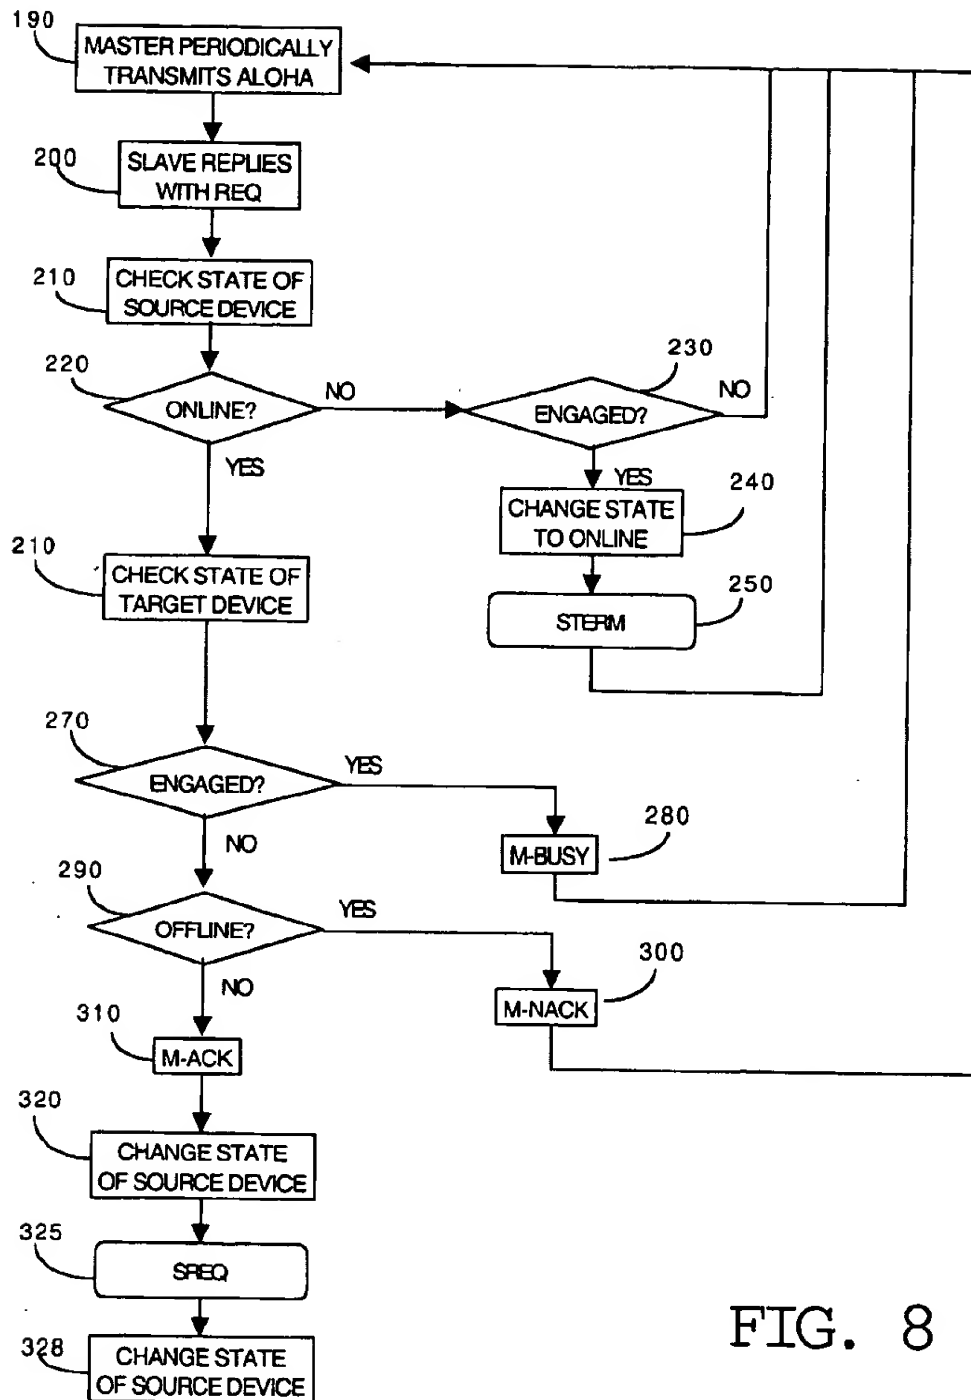 190
MASTER PERIODICALLY
TRANSMITS ALOHA
200
SLAVE REPLIES
WITH REQ
210
CHECK STATE OF
SOURCE DEVICE
220
ONLINE?
NO
230
ENGAGED?
NO
YES
YES
240
CHANGE STATE
TO ONLINE
210
CHECK STATE OF
TARGET DEVICE
250
STERM
270
ENGAGED?
YES
NO
280
M-BUSY
290
OFFLINE?
YES
NO
300
M-NACK
310
M-ACK
320
CHANGE STATE
OF SOURCE DEVICE
325
SREQ
328
CHANGE STATE
OF SOURCE DEVICE
FIG. 8